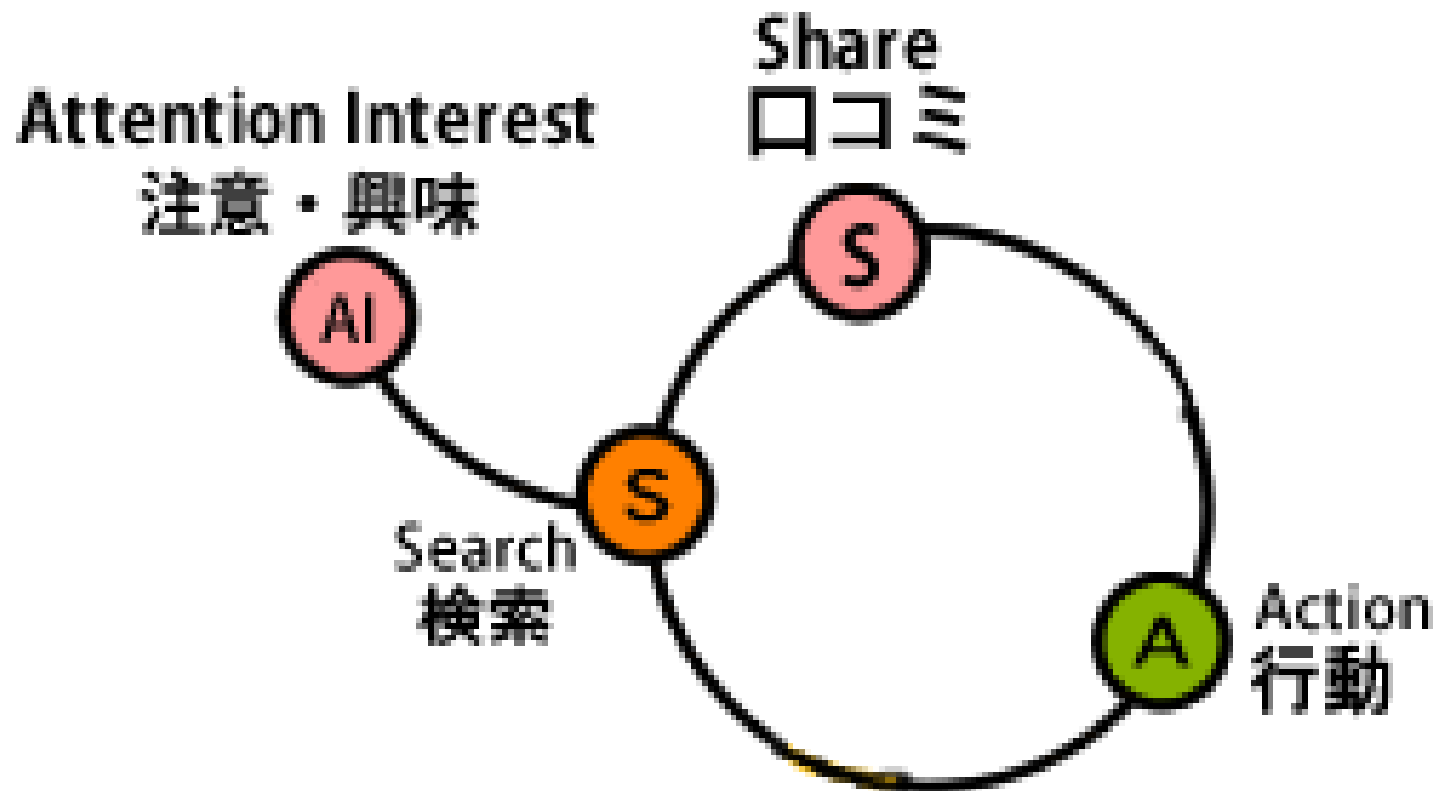 Share
口コミ
Attention Interest
注意・興味
S
AI
S
Search
検索
A
Action
行動